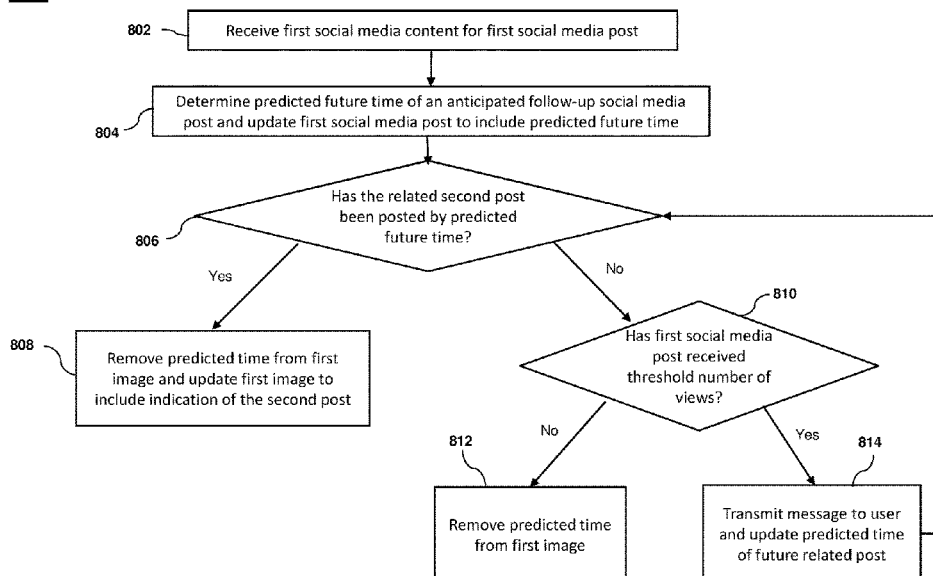 802
Receive first social media content for first social media post
Determine predicted future time of an anticipated follow-up social media
post and update first social media post to include predicted future time
804
Has the related second post
been posted by predicted
future time?
806
Yes
No
810
808
Remove predicted time from first
image and update first image to
include indication of the second post
Has first social media
post received
threshold number of
views?
No
Yes
812
814
Remove predicted time
from first image
Transmit message to user
and update predicted time
of future related post